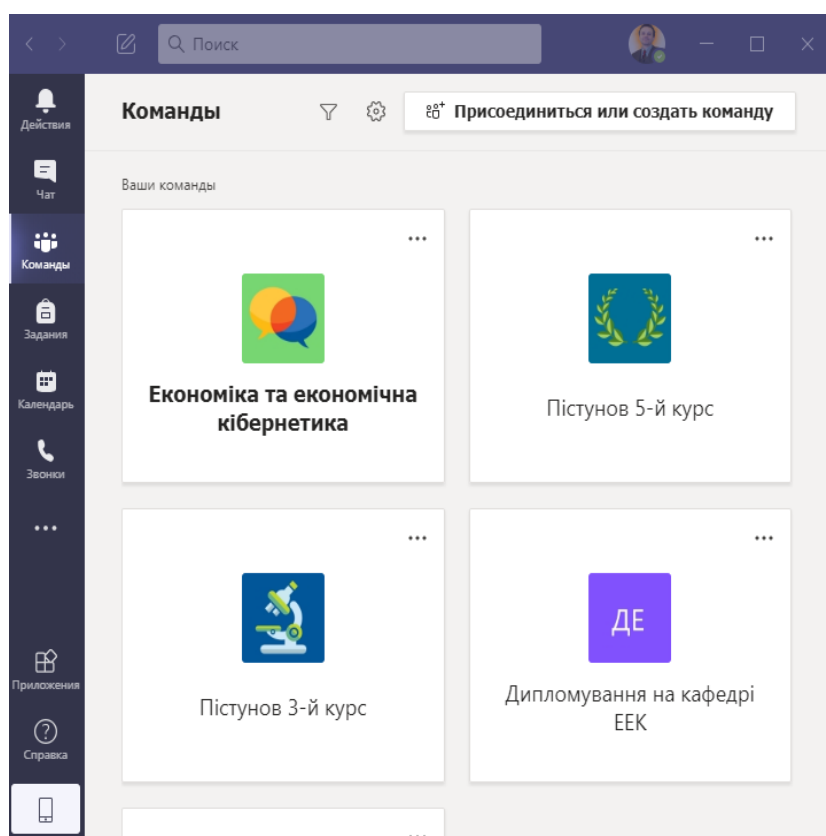 Поиск
Действия
Чат
Команды
Задания
Календарь
Звонки
Приложения
Справка
Команды
Присоединиться или создать команду
Ваши команды
Економіка та економічна
кібернетика
Пістунов 5-й курс
Пістунов 3-й курс
ДЕ
Дипломування на кафедрі
ЕЕК